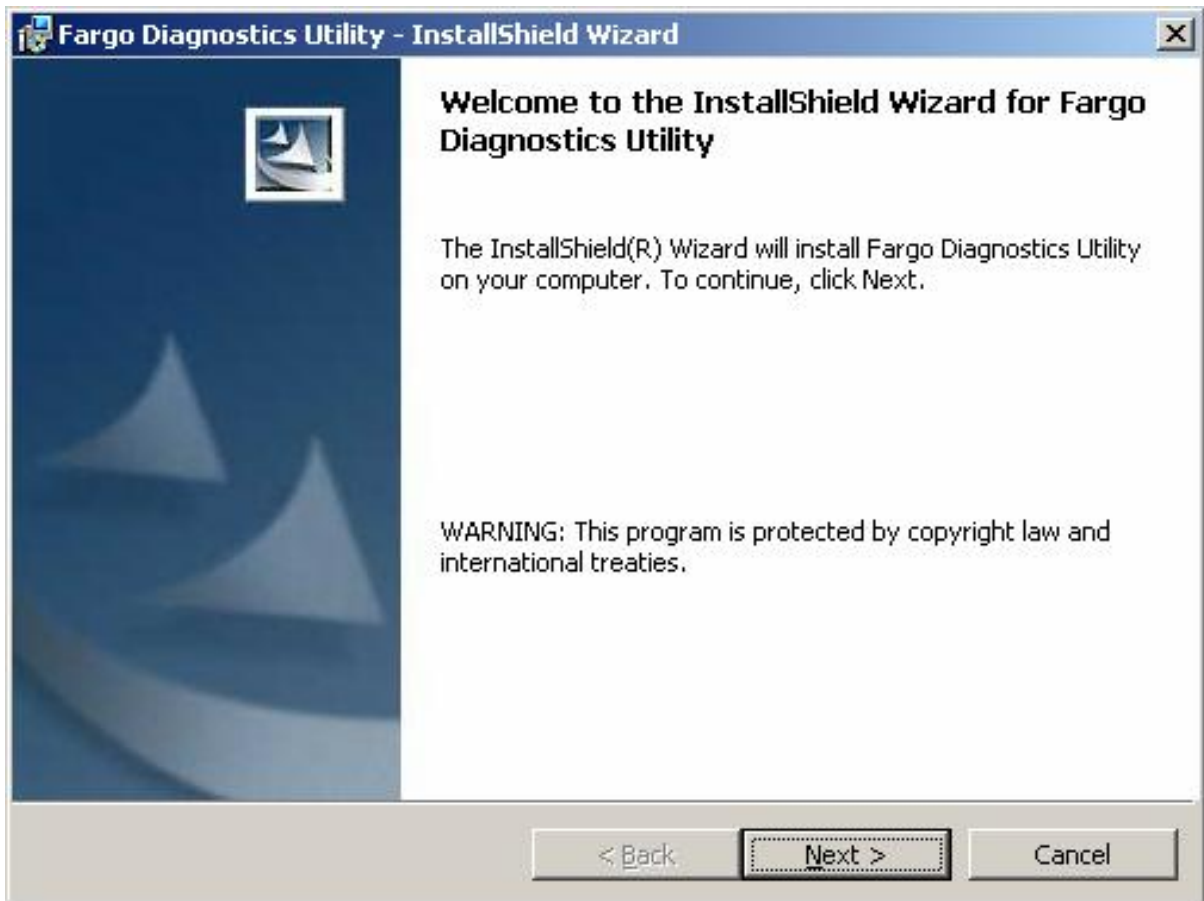 Fargo Diagnostics Utility - InstallShield Wizard
Welcome to the InstallShield Wizard for Fargo
Diagnostics Utility
The InstallShield(R) Wizard will install Fargo Diagnostics Utility
on your computer. To continue, click Next.
WARNING: This program is protected by copyright law and
international treaties.
< Back
Next >
Cancel